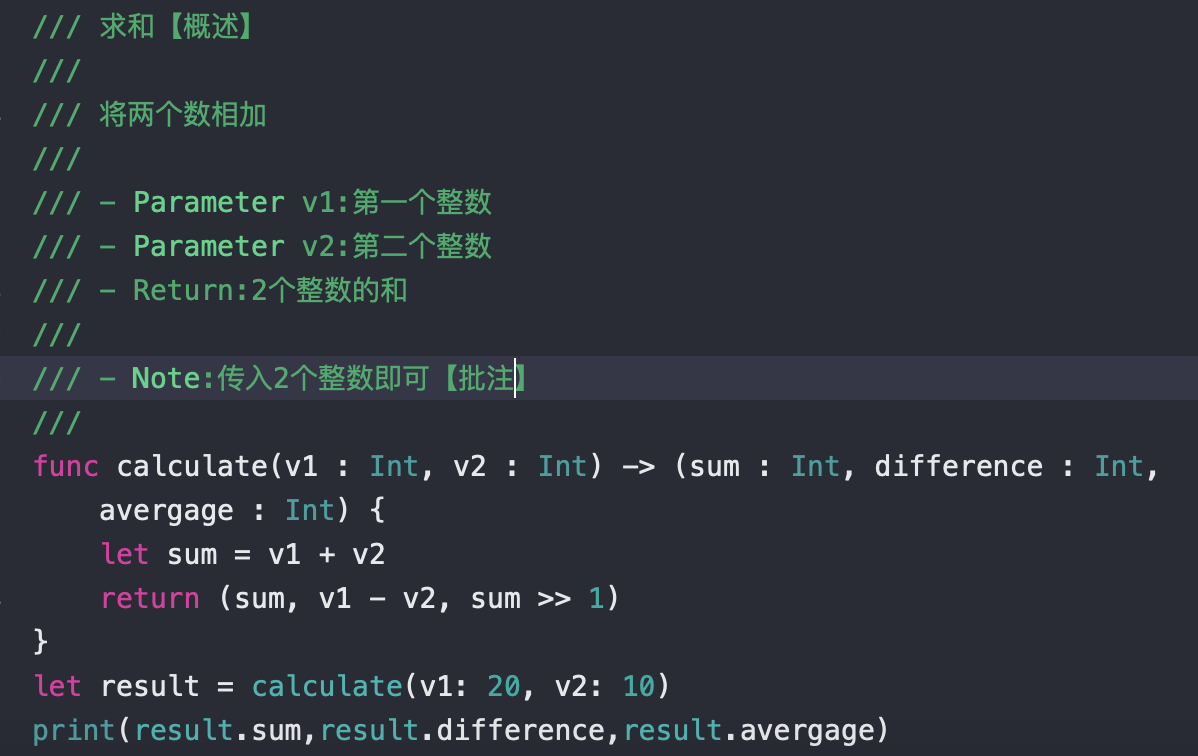 /// 求和【概述】
///
/// 将两个数相加
///
/// - Parameter v1:第一个整数
/// - Parameter v2:第二个整数
/// - Return:2个整数的和
///
/// - Note:传入2个整数即可【批注】
///
func calculate(v1 : Int, v2 : Int) -> (sum : Int, difference : Int,
    avergage : Int) {
    let sum = v1 + v2
    return (sum, v1 - v2, sum >> 1)
}
let result = calculate(v1: 20, v2: 10)
print(result.sum,result.difference,result.avergage)